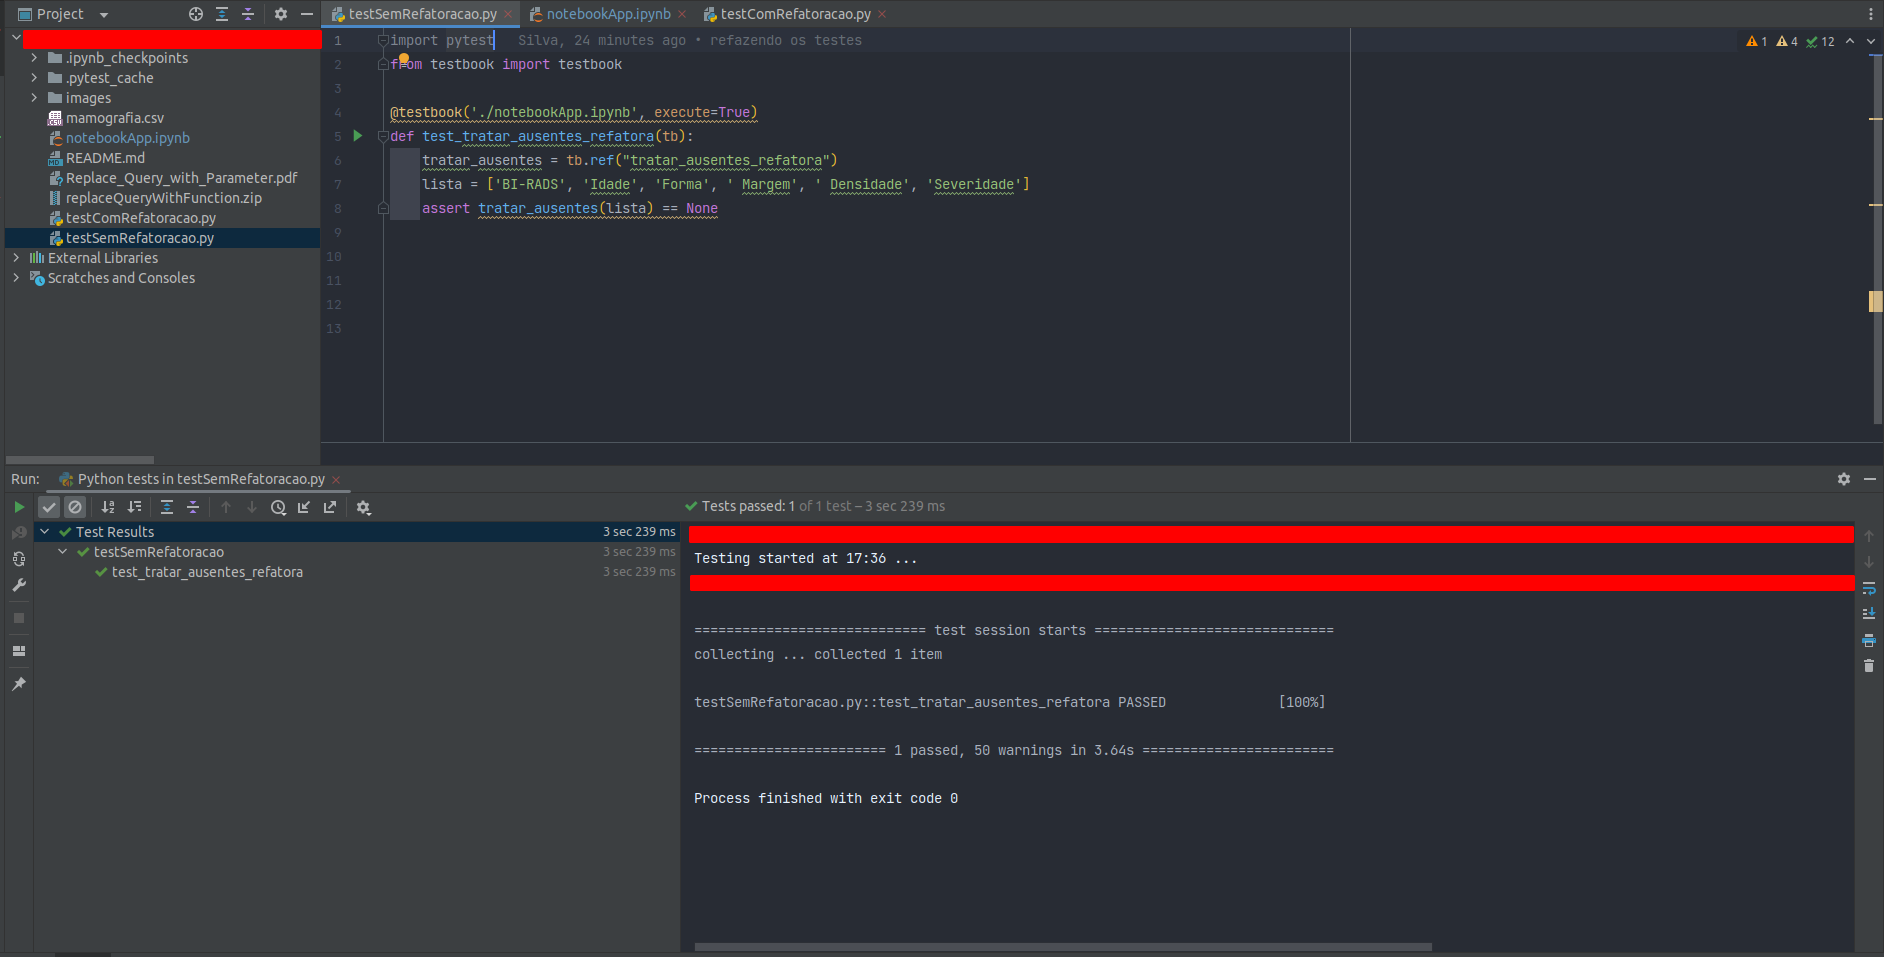 Project
testSemRefatoracao.py
notebookApp.ipynb
testComRefatoracao.py
.ipynb_checkpoints
.pytest_cache
images
mamografia.csv
notebookApp.ipynb
README.md
Replace_Query_with_Parameter.pdf
replaceQueryWithFunction.zip
testComRefatoracao.py
testSemRefatoracao.py
External Libraries
Scratches and Consoles
1 import pytest Silva, 24 minutes ago • refazendo os testes
1 4 12
2 from testbook import testbook
3
4 @testbook('./notebookApp.ipynb', execute=True)
5 def test_tratar_ausentes_refatora(tb):
6 tratar_ausentes = tb.ref("tratar_ausentes_refatora")
7 lista = ['BI-RADS', 'Idade', 'Forma', ' Margem', ' Densidade', 'Severidade']
8 assert tratar_ausentes(lista) == None
9
10
11
12
13
Run: Python tests in testSemRefatoracao.py
Tests passed: 1 of 1 test – 3 sec 239 ms
Test Results 3 sec 239 ms
testSemRefatoracao 3 sec 239 ms
test_tratar_ausentes_refatora 3 sec 239 ms
Testing started at 17:36 ...
============================= test session starts ==============================
collecting ... collected 1 item
testSemRefatoracao.py::test_tratar_ausentes_refatora PASSED [100%]
======================== 1 passed, 50 warnings in 3.64s ========================
Process finished with exit code 0